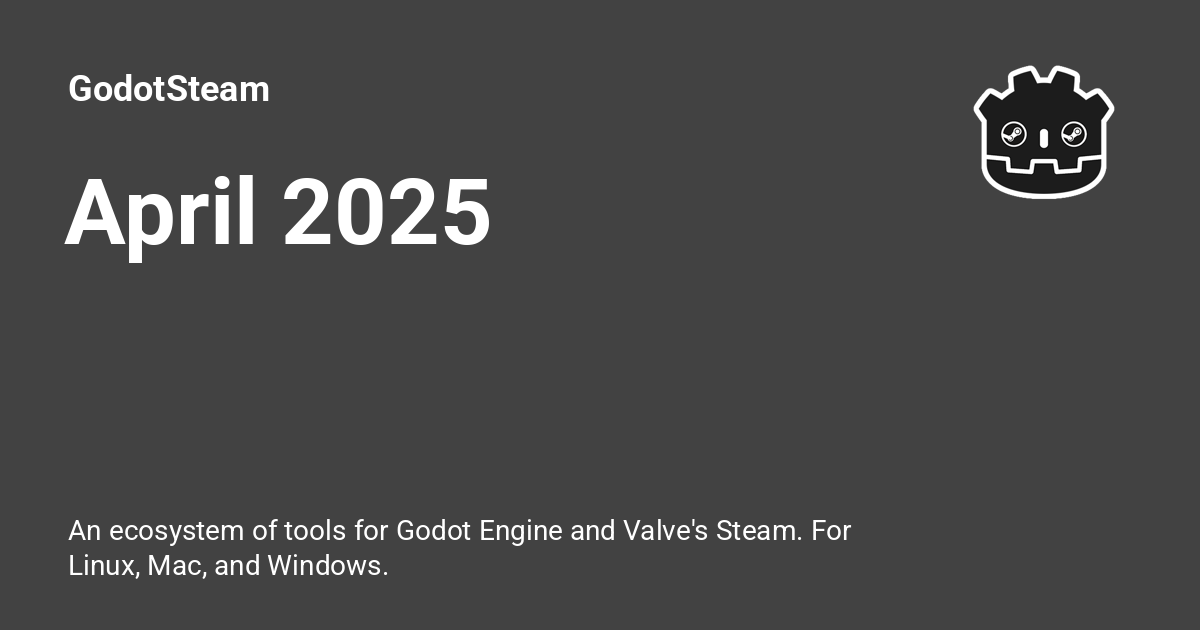 GodotSteam
April 2025
An ecosystem of tools for Godot Engine and Valve's Steam. For
Linux, Mac, and Windows.